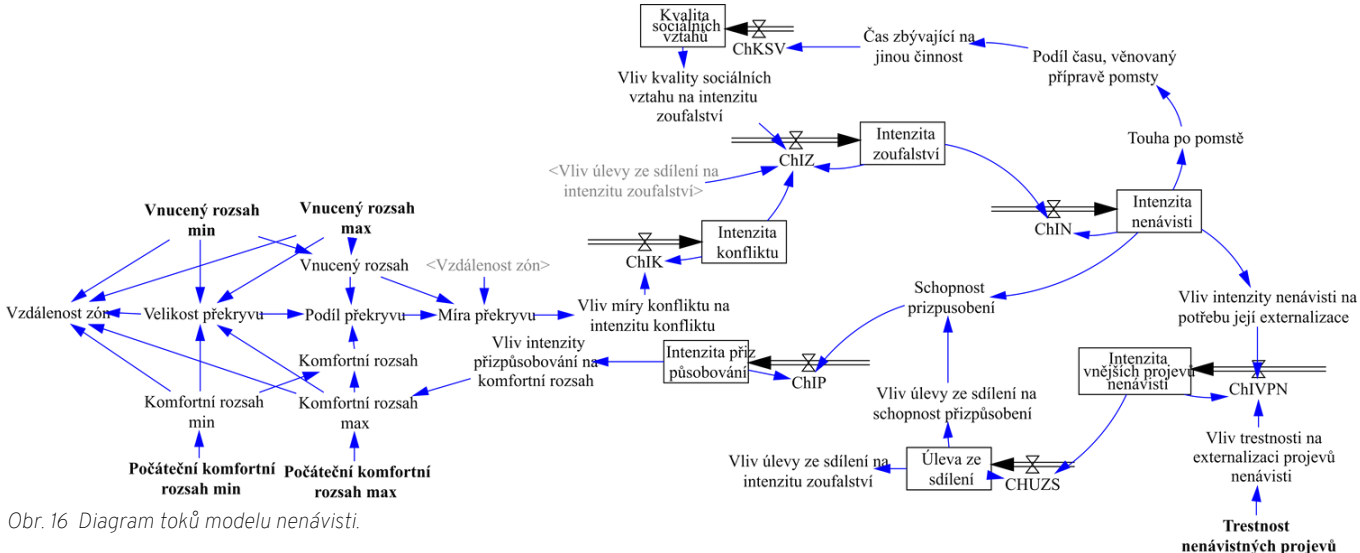 Kvalita
sociálních
vztahů
ChKSV
Čas zbývající na
jinou činnost
Podíl času, věnovaný
přípravě pomsty
Vliv kvality sociálních
vztahu na intenzitu
zoufalství
Intenzita
zoufalství
ChIZ
Touha po pomstě
<Vliv úlevy ze sdílení na
intenzitu zoufalství>
Intenzita
nenávisti
ChIN
Vnucený rozsah
min
Vnucený rozsah
max
Intenzita
konfliktu
ChIK
Vnucený rozsah
<Vzdálenost zón>
Vzdálenost zón
Velikost překryvu
Podíl překryvu
Míra překryvu
Vliv míry konfliktu na
intenzitu konfliktu
Schopnost
prizpusobení
Vliv intenzity nenávisti na
potřebu její externalizace
Vliv intenzity
přizpůsobování na
komfortní rozsah
Intenzita přiz
působování
ChIP
Komfortní rozsah
Intenzita
vnějších projevu
nenávisti
ChIVPN
Komfortní rozsah
min
Komfortní rozsah
max
Vliv úlevy ze sdílení na
schopnost přizpůsobení
Vliv trestnosti na
externalizaci projevů
nenávisti
Počáteční komfortní
rozsah min
Počáteční komfortní
rozsah max
Vliv úlevy ze sdílení na
intenzitu zoufalství
Úleva ze
sdílení
CHUZS
Trestnost
nenávistných projevů
Obr. 16 Diagram toků modelu nenávisti.